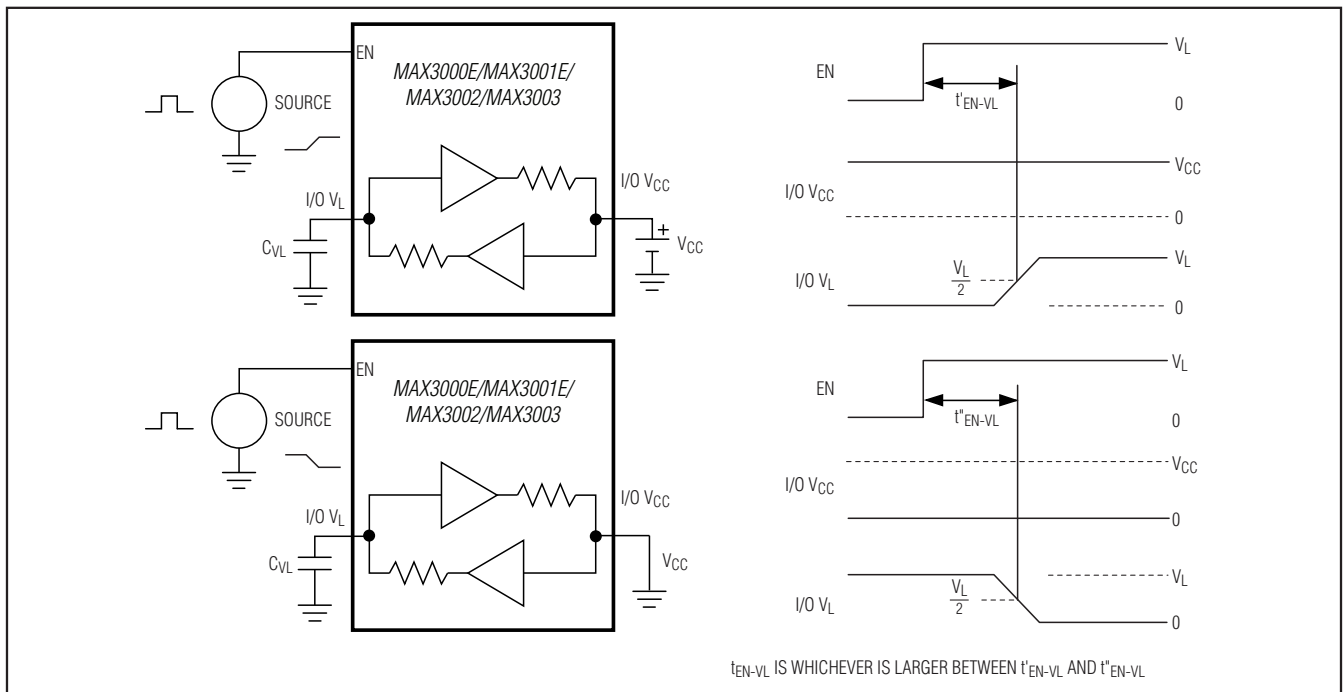 EN
MAX3000E/MAX3001E/
MAX3002/MAX3003
SOURCE
I/O VL
I/O VCC
CVL
+
VCC
EN
VL
t'EN-VL
0
VCC
I/O VCC
0
VL
I/O VL
VL
2
0
EN
MAX3000E/MAX3001E/
MAX3002/MAX3003
SOURCE
I/O VL
I/O VCC
CVL
VCC
VL
EN
t"EN-VL
0
VCC
I/O VCC
0
VL
I/O VL
VL
2
0
tEN-VL IS WHICHEVER IS LARGER BETWEEN t'EN-VL AND t"EN-VL